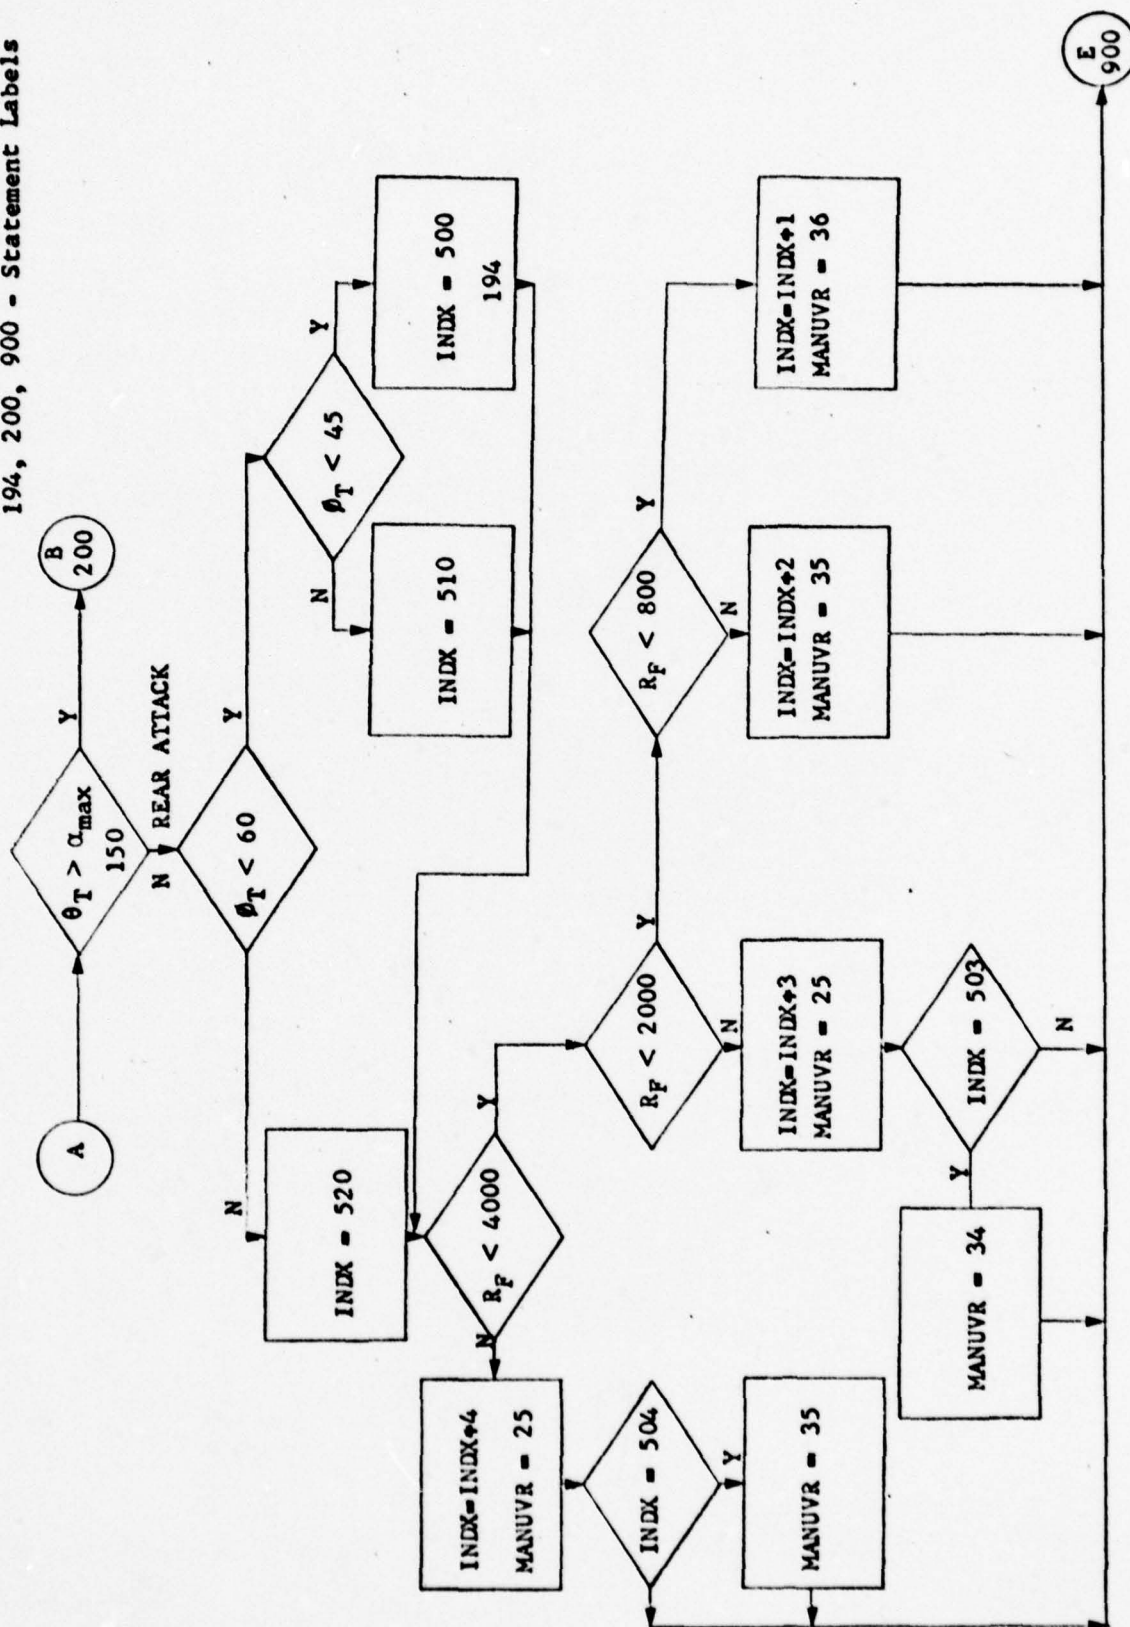 194, 200, 900 - Statement Labels
A
θT > αmax
150
Y
B
200
N
REAR ATTACK
ØT < 60
N
Y
INDX = 520
ØT < 45
N
Y
INDX = 510
INDX = 500
194
RF < 4000
N
Y
INDX=INDX+4
MANUVR = 25
RF < 2000
Y
N
RF < 800
Y
N
INDX = 504
Y
INDX=INDX+3
MANUVR = 25
INDX=INDX+2
MANUVR = 35
INDX=INDX+1
MANUVR = 36
MANUVR = 35
INDX = 503
Y
N
MANUVR = 34
E
900